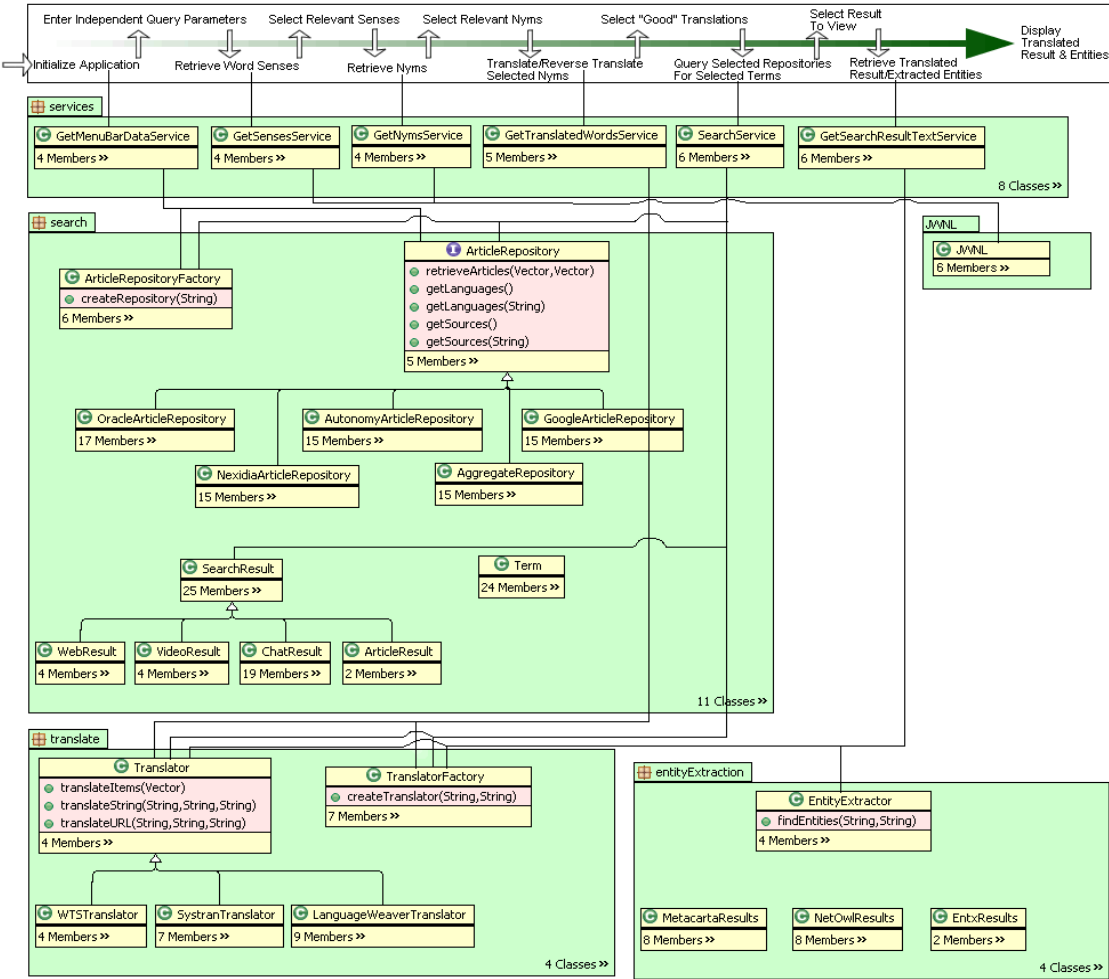 Enter Independent Query Parameters
Select Relevant Senses
Select Relevant Nyms
Select "Good" Translations
Select Result
To View
Display
Translated
Result & Entities
Initialize Application
Retrieve Word Senses
Retrieve Nyms
Translate/Reverse Translate
Selected Nyms
Query Selected Repositories
For Selected Terms
Retrieve Translated
Result/Extracted Entities
services
GetMenuBarDataService
4 Members »
GetSensesService
4 Members »
GetNymsService
4 Members »
GetTranslatedWordsService
5 Members »
SearchService
6 Members »
GetSearchResultTextService
6 Members »
8 Classes »
search
ArticleRepositoryFactory
createRepository(String)
6 Members »
ArticleRepository
retrieveArticles(Vector,Vector)
getLanguages()
getLanguages(String)
getSources()
getSources(String)
5 Members »
JWNL
JWNL
6 Members »
OracleArticleRepository
17 Members »
AutonomyArticleRepository
15 Members »
GoogleArticleRepository
15 Members »
NexidiaArticleRepository
15 Members »
AggregateRepository
15 Members »
SearchResult
25 Members »
Term
24 Members »
WebResult
4 Members »
VideoResult
4 Members »
ChatResult
19 Members »
ArticleResult
2 Members »
11 Classes »
translate
Translator
translateItems(Vector)
translateString(String,String,String)
translateURL(String,String,String)
4 Members »
TranslatorFactory
createTranslator(String,String)
7 Members »
WTSTranslator
4 Members »
SystranTranslator
7 Members »
LanguageWeaverTranslator
9 Members »
4 Classes »
entityExtraction
EntityExtractor
findEntities(String,String)
4 Members »
MetacartaResults
8 Members »
NetOwlResults
8 Members »
EntxResults
2 Members »
4 Classes »